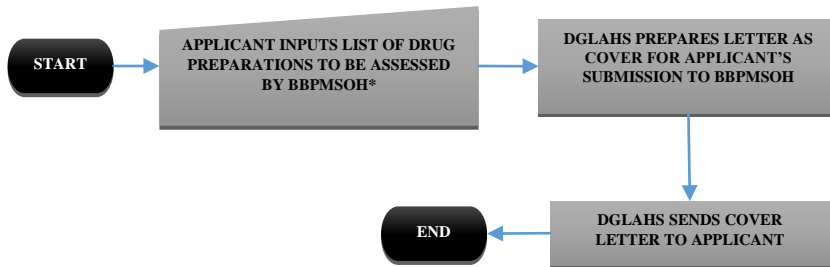 START
APPLICANT INPUTS LIST OF DRUG
PREPARATIONS TO BE ASSESSED
BY BBPMSOH*
DGLAHS PREPARES LETTER AS
COVER FOR APPLICANT'S
SUBMISSION TO BBPMSOH
DGLAHS SENDS COVER
LETTER TO APPLICANT
END